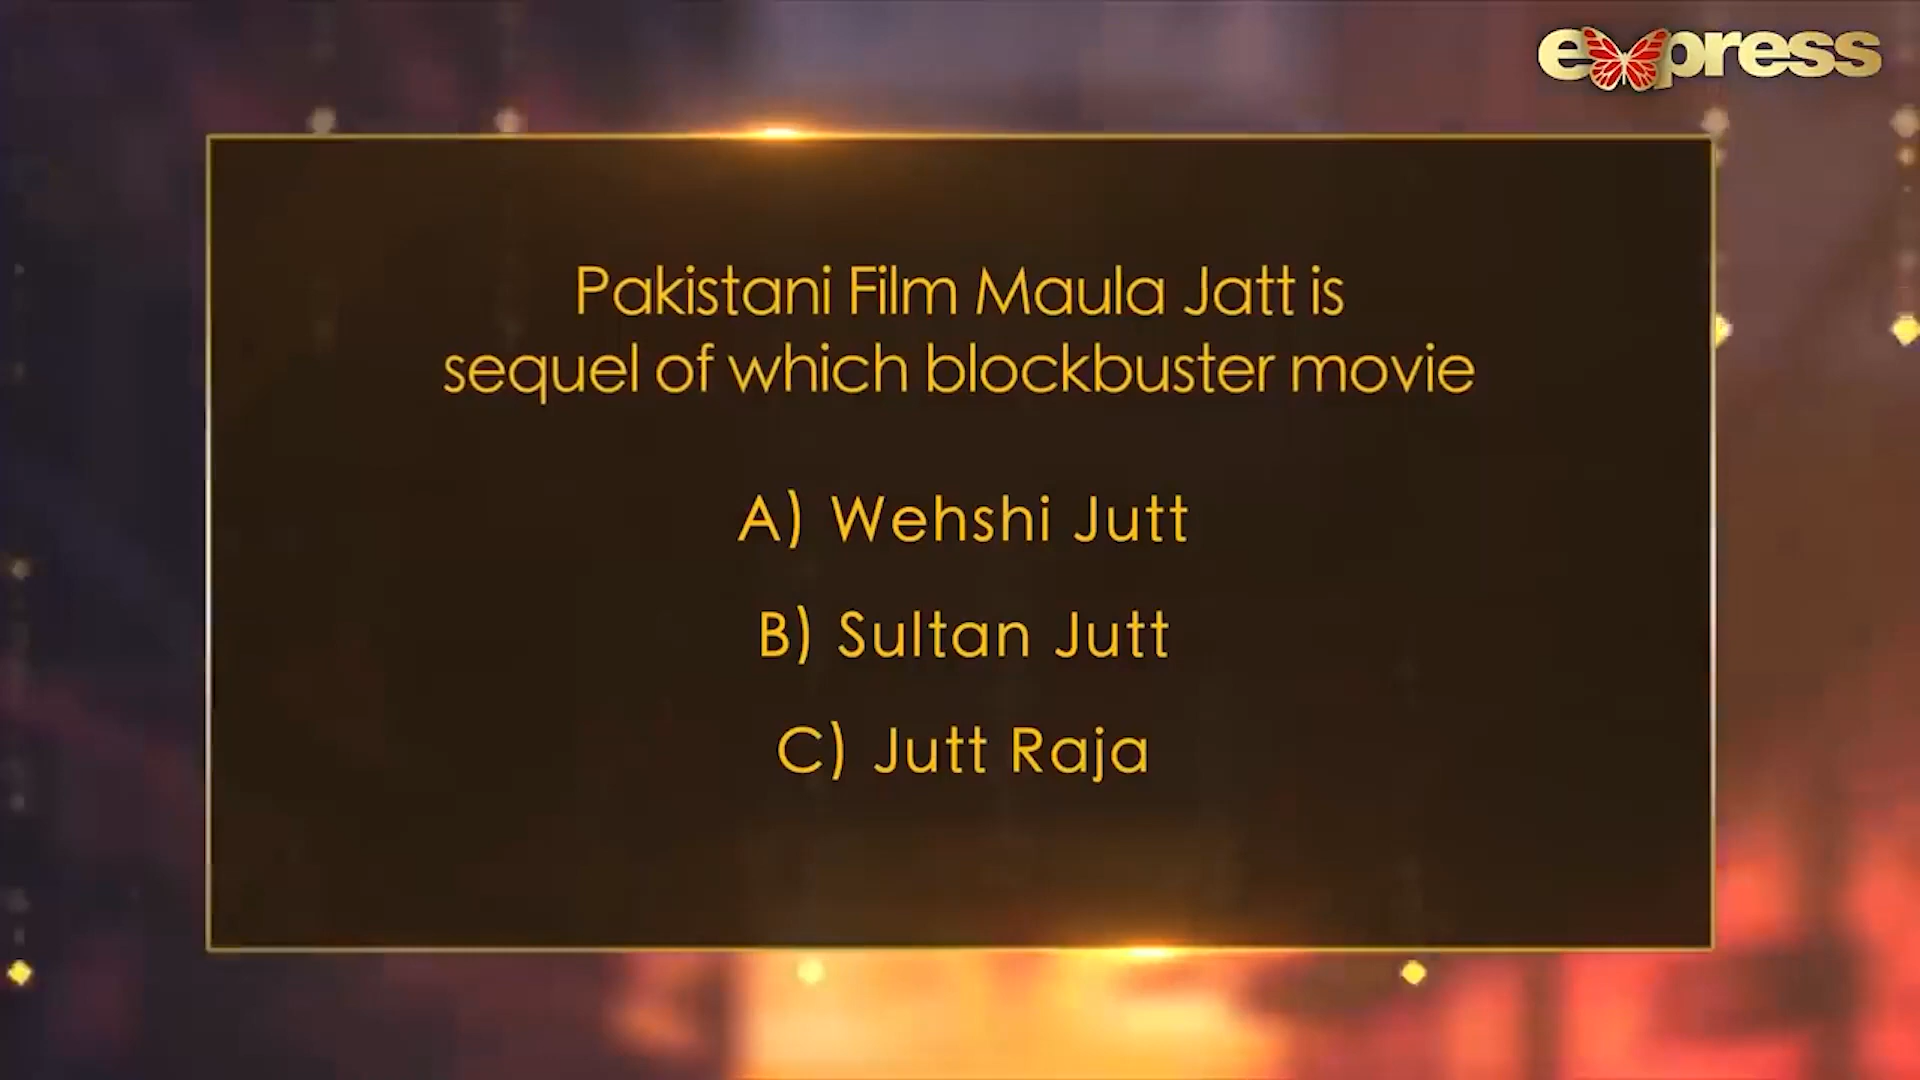 express
Pakistani Film Maula Jatt is
sequel of which blockbuster movie
A) Wehshi Jutt
B) Sultan Jutt
C) Jutt Raja